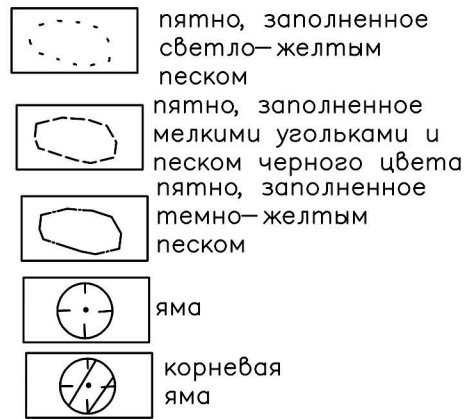 пятно, заполненное
светло-желтым
песком
пятно, заполненное
мелкими угольками и
песком черного цвета
пятно, заполненное
темно-желтым
песком
яма
корневая
яма